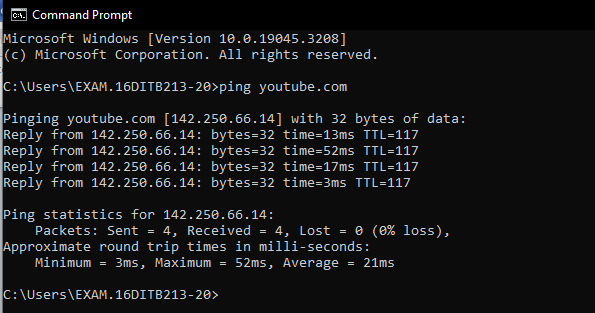 Command Prompt
Microsoft Windows [Version 10.0.19045.3208]
(c) Microsoft Corporation. All rights reserved.
C:\Users\EXAM.16DITB213-20>ping youtube.com
Pinging youtube.com [142.250.66.14] with 32 bytes of data:
Reply from 142.250.66.14: bytes=32 time=13ms TTL=117
Reply from 142.250.66.14: bytes=32 time=52ms TTL=117
Reply from 142.250.66.14: bytes=32 time=17ms TTL=117
Reply from 142.250.66.14: bytes=32 time=3ms TTL=117
Ping statistics for 142.250.66.14:
    Packets: Sent = 4, Received = 4, Lost = 0 (0% loss),
Approximate round trip times in milli-seconds:
    Minimum = 3ms, Maximum = 52ms, Average = 21ms
C:\Users\EXAM.16DITB213-20>